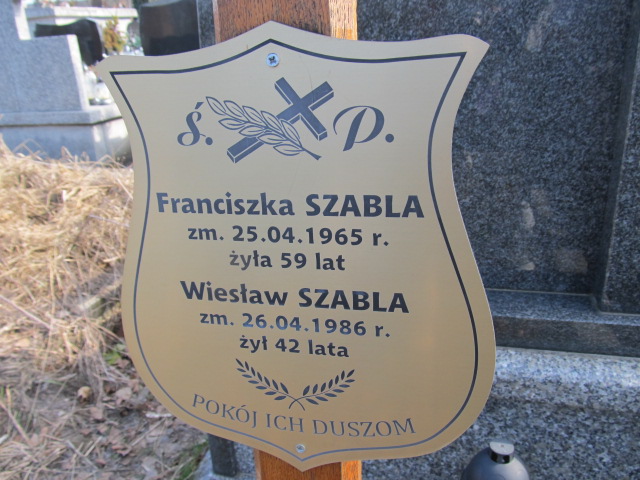 Ś. P.
Franciszka SZABLA
zm. 25.04.1965 r.
żyła 59 lat
Wiesław SZABLA
zm. 26.04.1986 r.
żył 42 lata
POKÓJ ICH DUSZOM